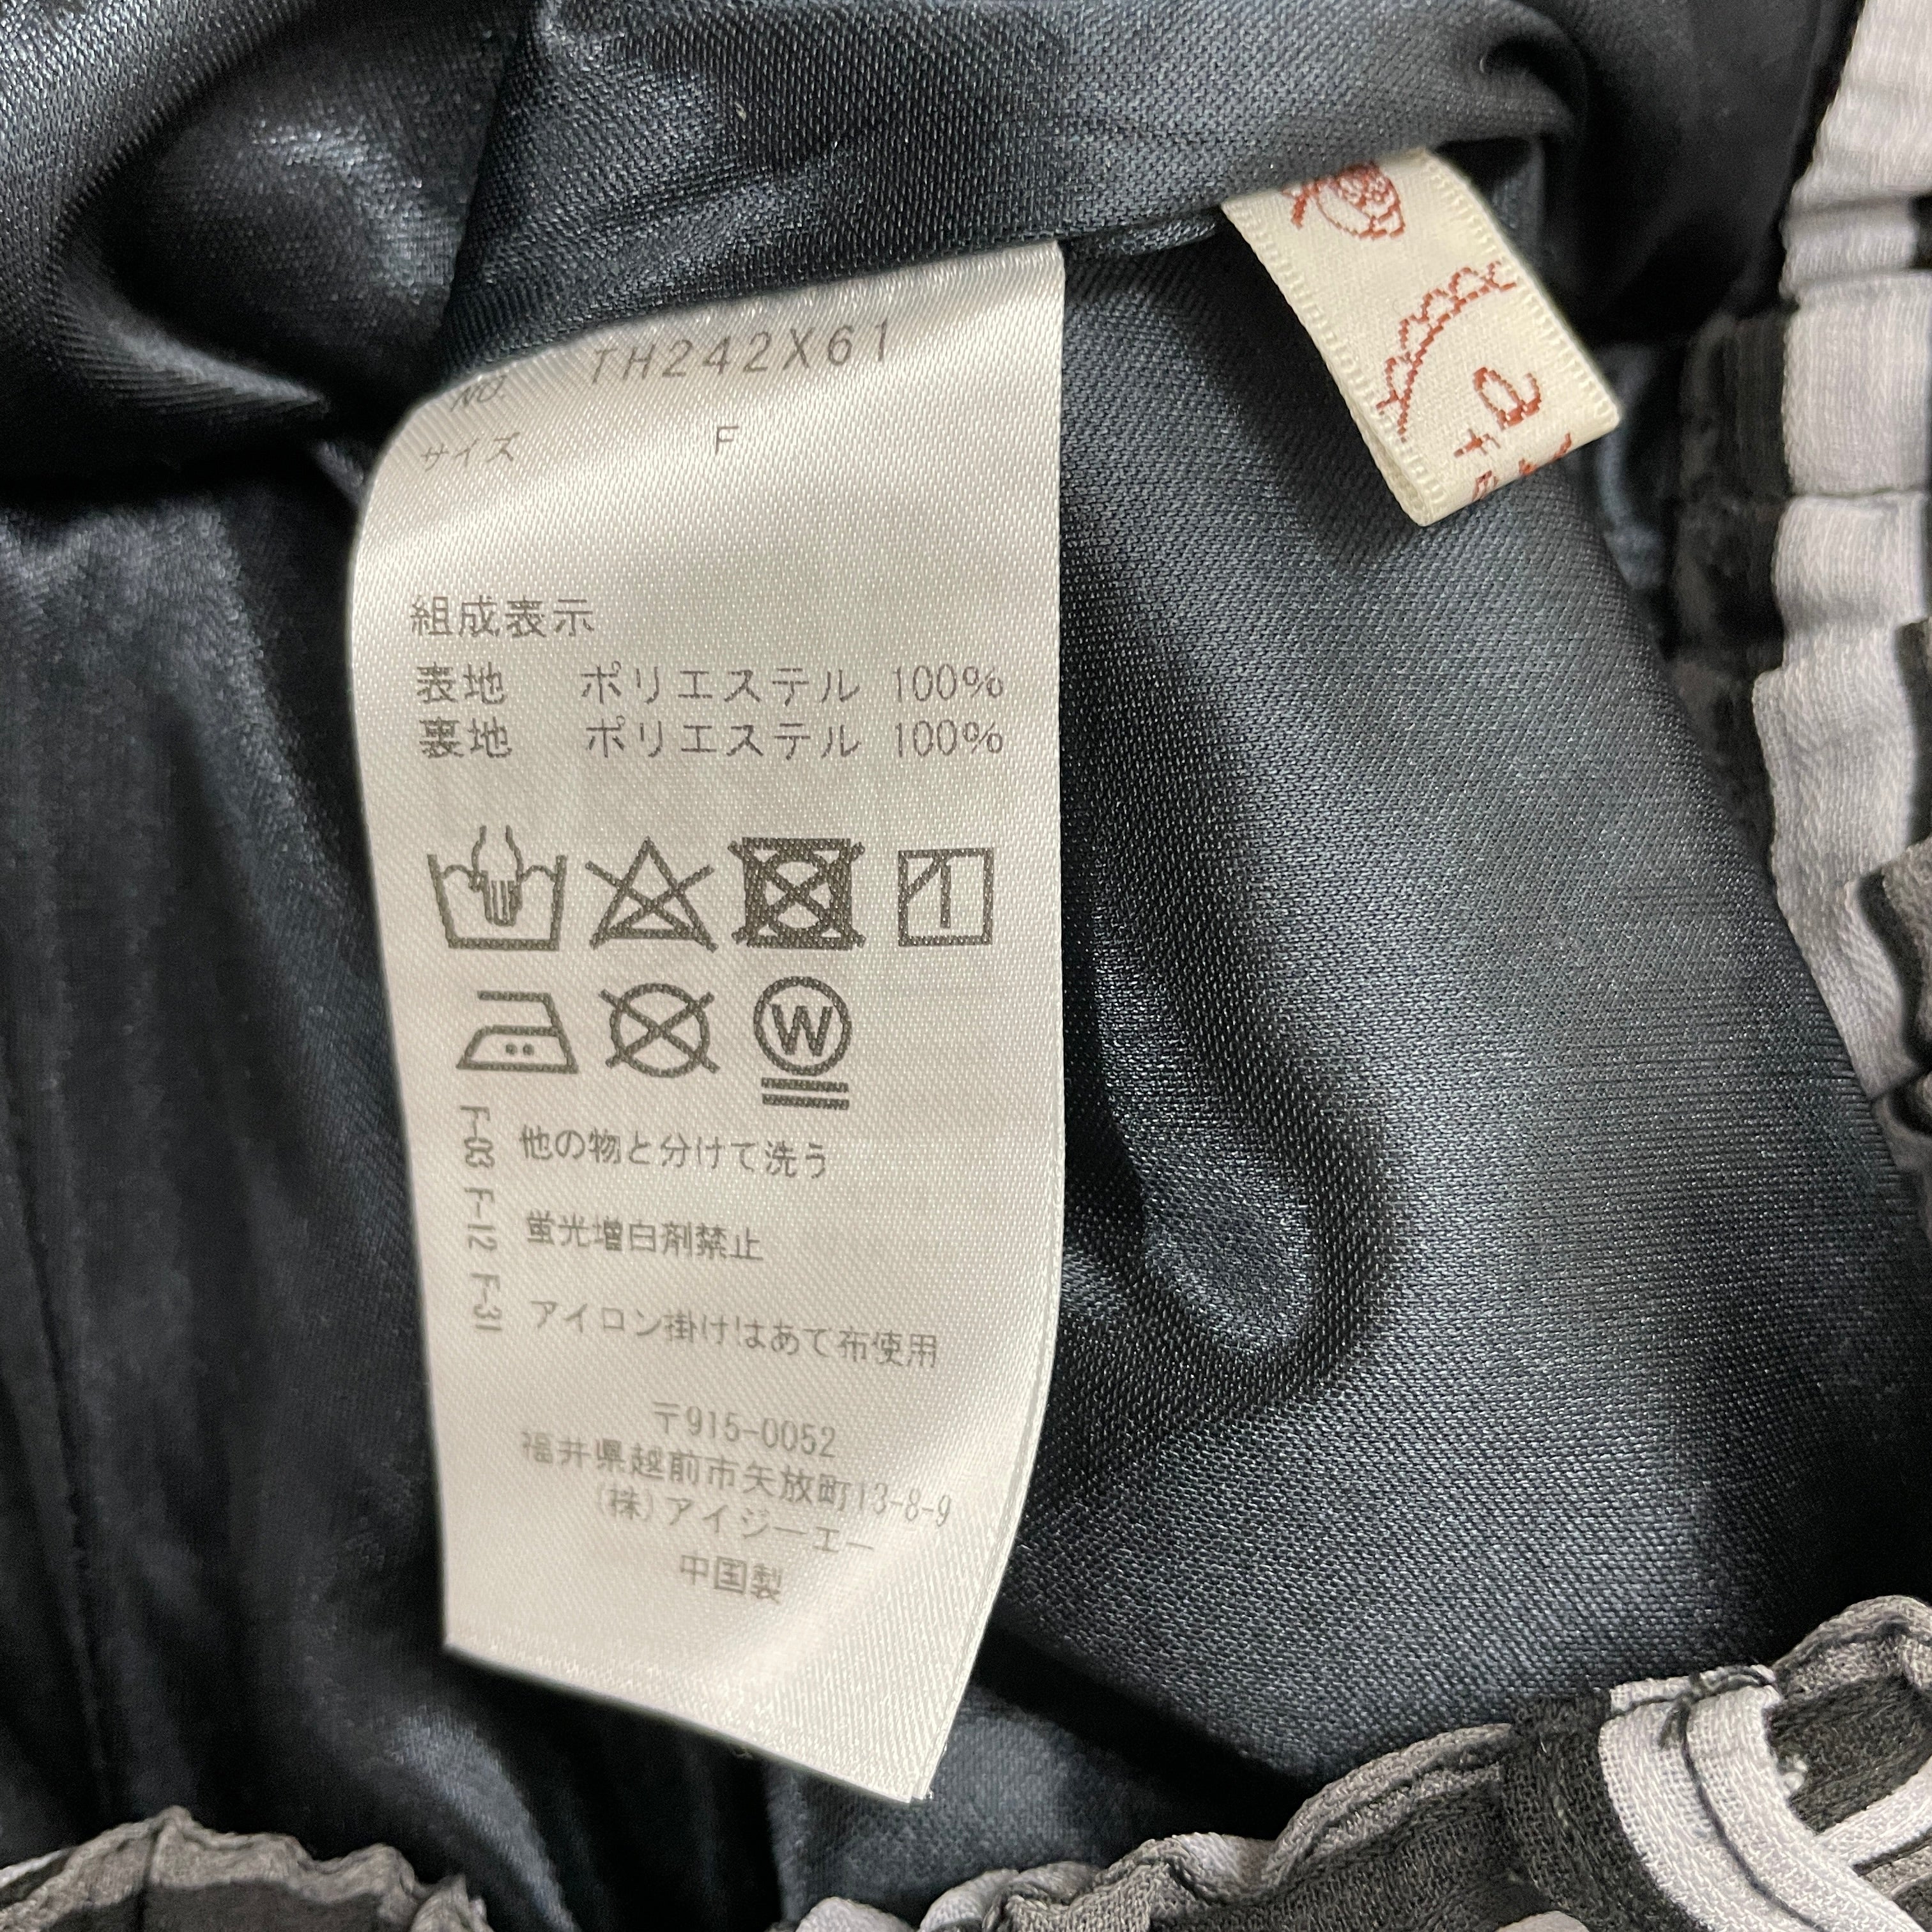 NO. TH242X61
サイズ F
組成表示
表地 ポリエステル 100%
裏地 ポリエステル 100%
W
F-03 F-12 F-31
他の物と分けて洗う
蛍光増白剤禁止
アイロン掛けはあて布使用
〒915-0052
福井県越前市矢放町13-8-9
(株)アイジーエー
中国製